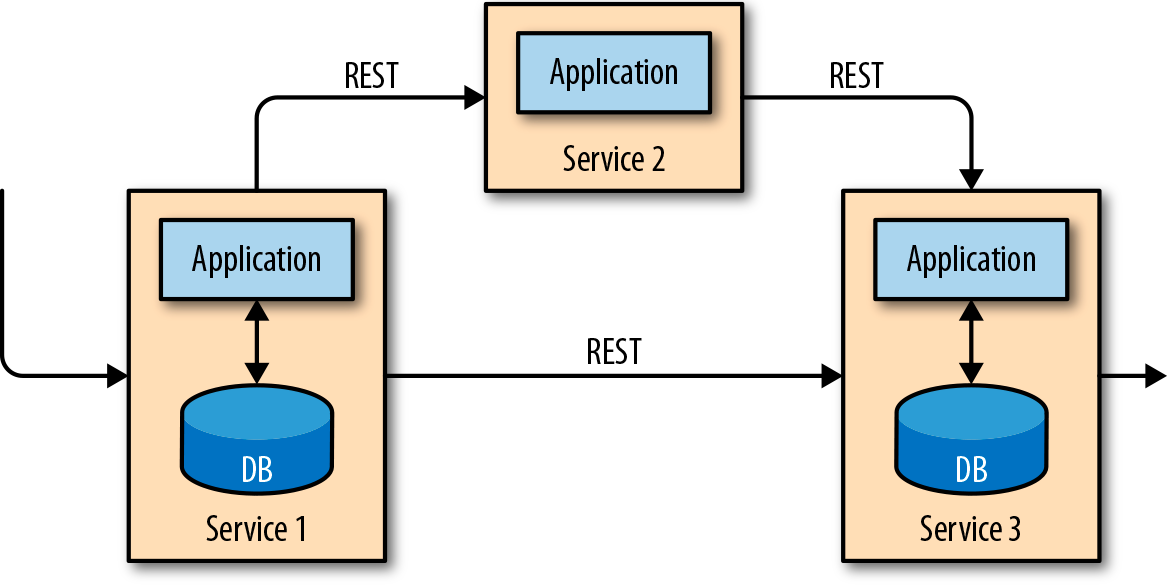 REST
Application
REST
Service 2
Application
DB
Service 1
REST
Application
DB
Service 3